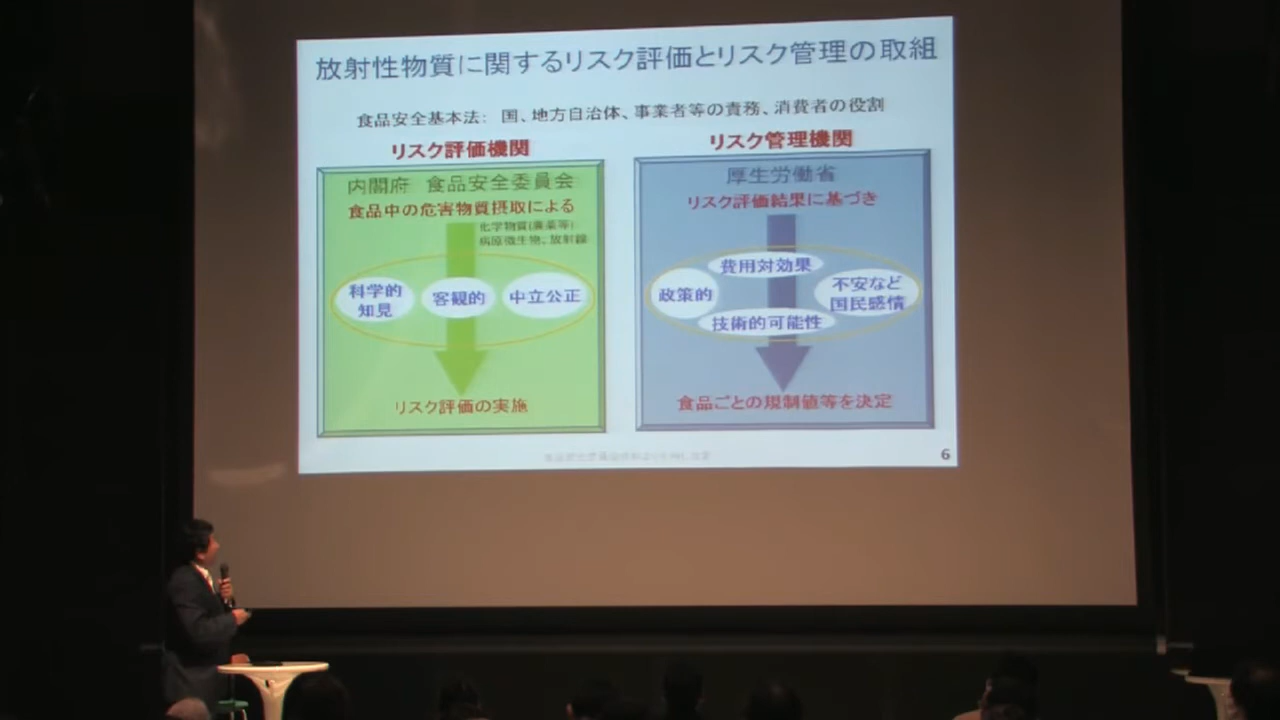 放射性物質に関するリスク評価とリスク管理の取組
食品安全基本法: 国、地方自治体、事業者等の責務、消費者の役割
リスク評価機関
内閣府 食品安全委員会
食品中の危害物質摂取による
化学物質(農薬等)
病原微生物、放射線
科学的
知見
客観的
中立公正
リスク評価の実施
リスク管理機関
厚生労働省
リスク評価結果に基づき
費用対効果
政策的
不安など
国民感情
技術的可能性
食品ごとの規制値等を決定
6